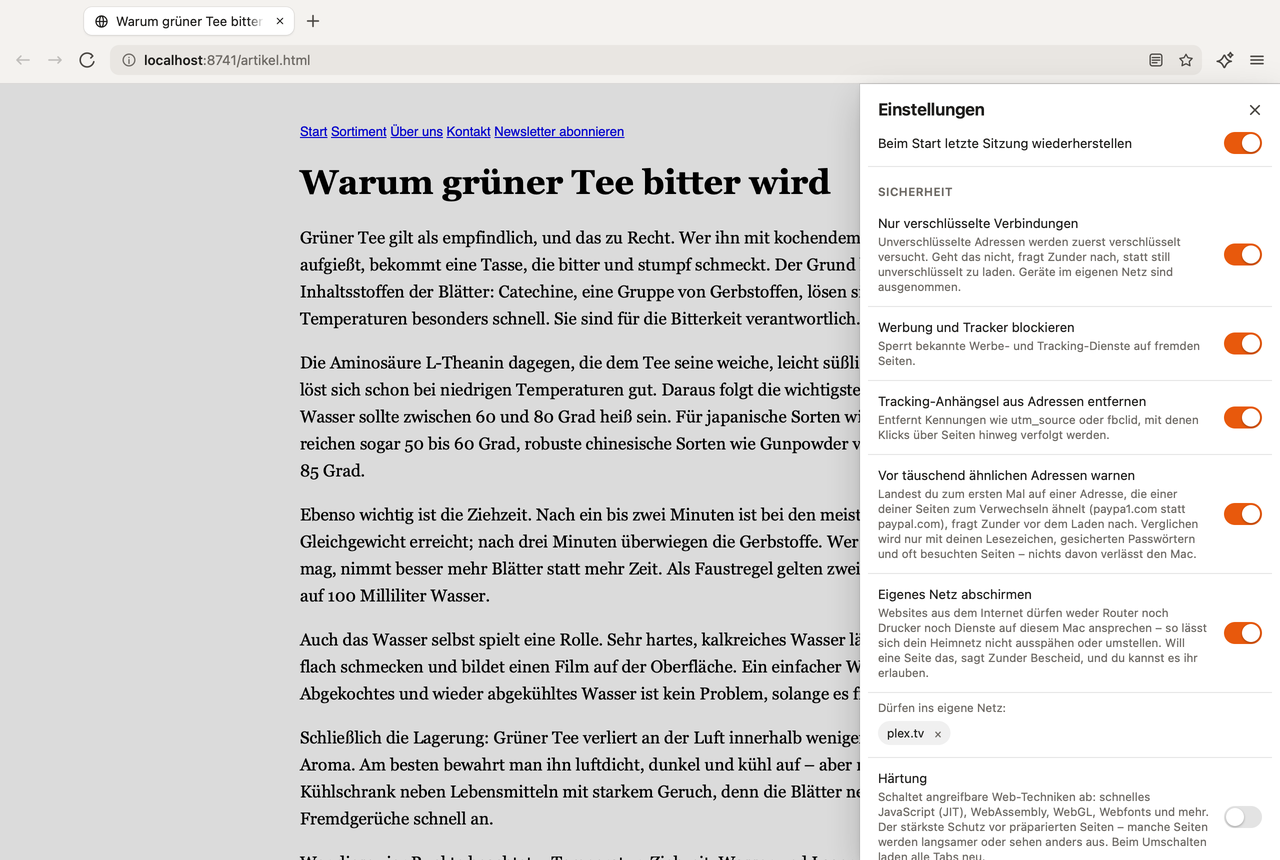 Warum grüner Tee bitter
localhost:8741/artikel.html
Start Sortiment Über uns Kontakt Newsletter abonnieren
Warum grüner Tee bitter wird
Grüner Tee gilt als empfindlich, und das zu Recht. Wer ihn mit kochendem
aufgießt, bekommt eine Tasse, die bitter und stumpf schmeckt. Der Grund
Inhaltsstoffen der Blätter: Catechine, eine Gruppe von Gerbstoffen, lösen
Temperaturen besonders schnell. Sie sind für die Bitterkeit verantwortlich.
Die Aminosäure L-Theanin dagegen, die dem Tee seine weiche, leicht
löst sich schon bei niedrigen Temperaturen gut. Daraus folgt die wichtigste
Wasser sollte zwischen 60 und 80 Grad heiß sein. Für japanische Sorten
reichen sogar 50 bis 60 Grad, robuste chinesische Sorten wie Gunpowder
85 Grad.
Ebenso wichtig ist die Ziehzeit. Nach ein bis zwei Minuten ist bei den
Gleichgewicht erreicht; nach drei Minuten überwiegen die Gerbstoffe. Wer
mag, nimmt besser mehr Blätter statt mehr Zeit. Als Faustregel gelten zwei
auf 100 Milliliter Wasser.
Auch das Wasser selbst spielt eine Rolle. Sehr hartes, kalkreiches Wasser
flach schmecken und bildet einen Film auf der Oberfläche. Ein einfacher
Abgekochtes und wieder abgekühltes Wasser ist kein Problem, solange es
Schließlich die Lagerung: Grüner Tee verliert an der Luft innerhalb
Aroma. Am besten bewahrt man ihn luftdicht, dunkel und kühl auf – aber
Kühlschrank neben Lebensmitteln mit starkem Geruch, denn die Blätter
Fremdgerüche schnell an.
Einstellungen
Beim Start letzte Sitzung wiederherstellen
SICHERHEIT
Nur verschlüsselte Verbindungen
Unverschlüsselte Adressen werden zuerst verschlüsselt
versucht. Geht das nicht, fragt Zunder nach, statt still
unverschlüsselt zu laden. Geräte im eigenen Netz sind
ausgenommen.
Werbung und Tracker blockieren
Sperrt bekannte Werbe- und Tracking-Dienste auf fremden
Seiten.
Tracking-Anhängsel aus Adressen entfernen
Entfernt Kennungen wie utm_source oder fbclid, mit denen
Klicks über Seiten hinweg verfolgt werden.
Vor täuschend ähnlichen Adressen warnen
Landest du zum ersten Mal auf einer Adresse, die einer
deiner Seiten zum Verwechseln ähnelt (paypa1.com statt
paypal.com), fragt Zunder vor dem Laden nach. Verglichen
wird nur mit deinen Lesezeichen, gesicherten Passwörtern
und oft besuchten Seiten – nichts davon verlässt den Mac.
Eigenes Netz abschirmen
Websites aus dem Internet dürfen weder Router noch
Drucker noch Dienste auf diesem Mac ansprechen – so lässt
sich dein Heimnetz nicht ausspähen oder umstellen. Will
eine Seite das, sagt Zunder Bescheid, und du kannst es ihr
erlauben.
Dürfen ins eigene Netz:
plex.tv ×
Härtung
Schaltet angreifbare Web-Techniken ab: schnelles
JavaScript (JIT), WebAssembly, WebGL, Webfonts und mehr.
Der stärkste Schutz vor präparierten Seiten – manche Seiten
werden langsamer oder sehen anders aus. Beim Umschalten
laden alle Tabs neu.